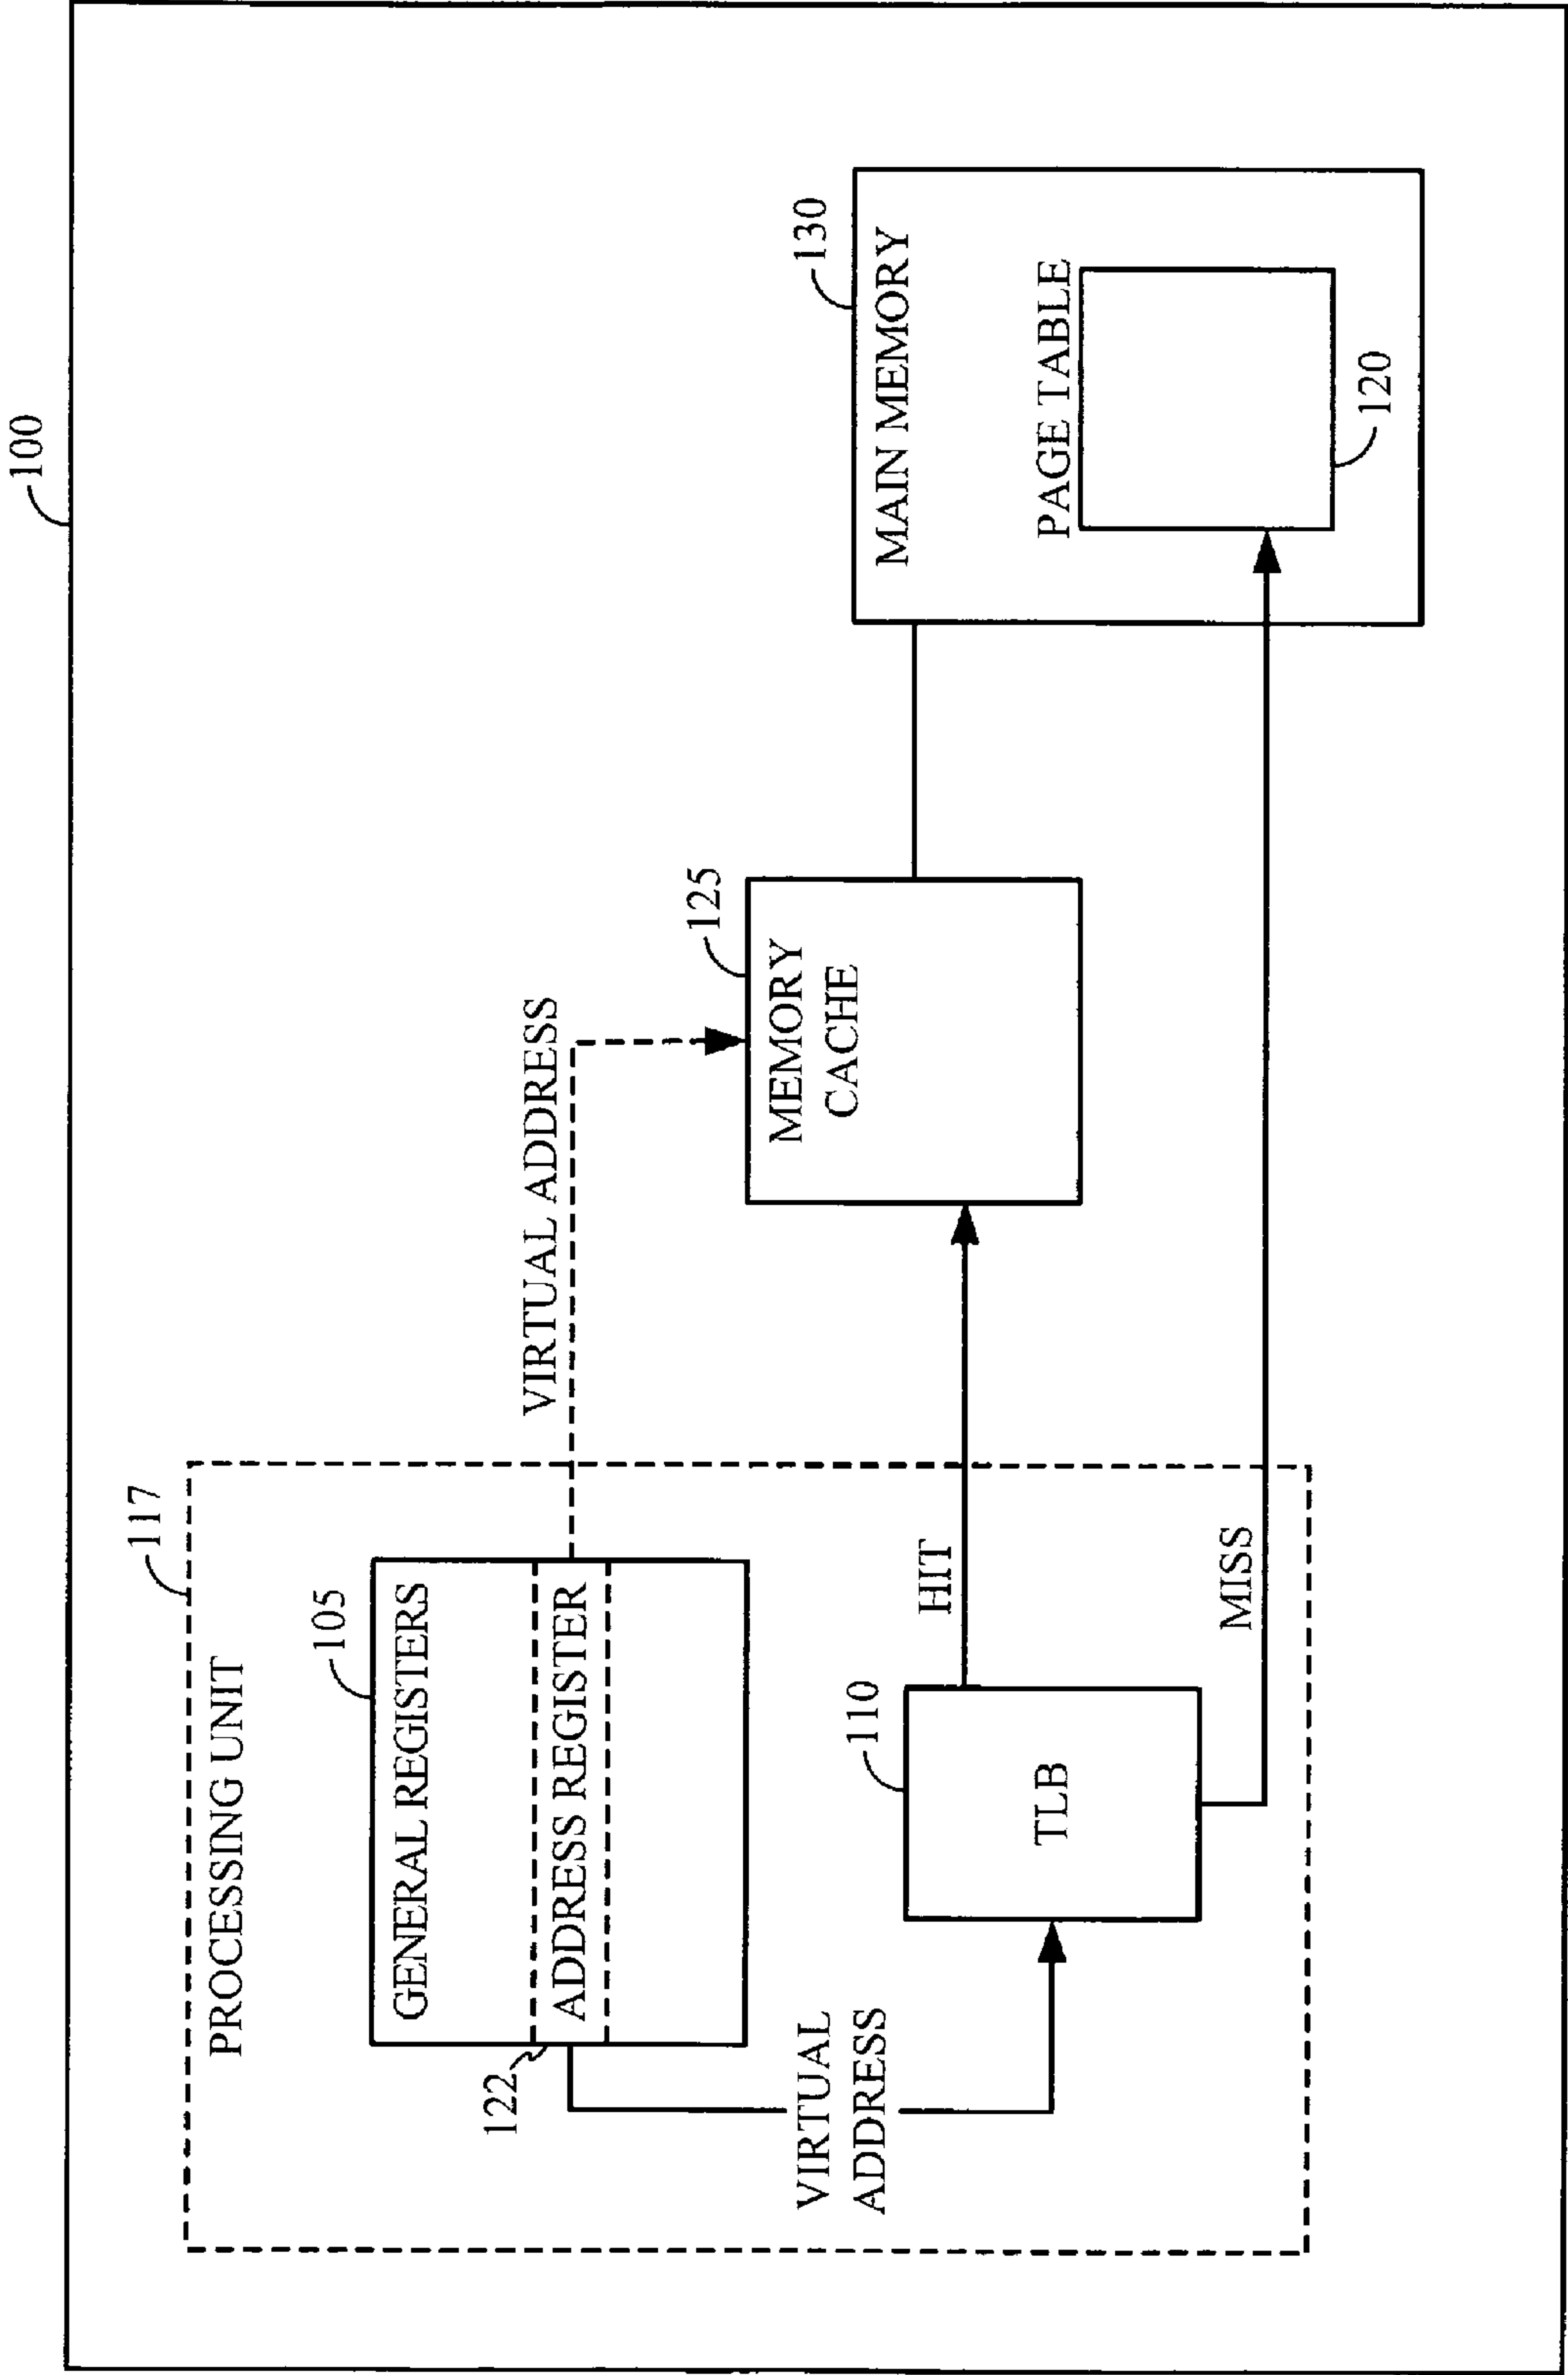 100
117
PROCESSING UNIT
105
GENERAL REGISTERS
122
ADDRESS REGISTER
VIRTUAL ADDRESS
VIRTUAL
ADDRESS
110
TLB
HIT
MISS
125
MEMORY
CACHE
130
MAIN MEMORY
PAGE TABLE
120